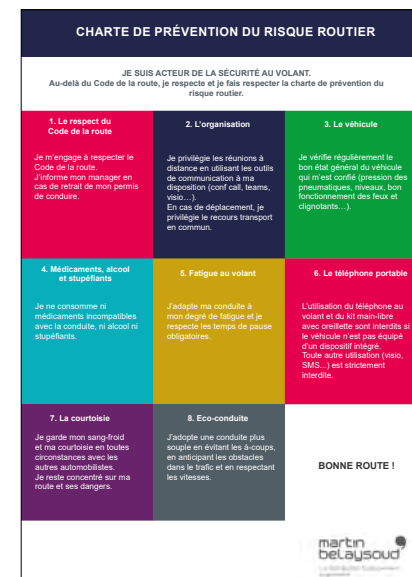 CHARTE DE PRÉVENTION DU RISQUE ROUTIER
JE SUIS ACTEUR DE LA SÉCURITÉ AU VOLANT.
Au-delà du Code de la route, je respecte et je fais respecter la charte de prévention du
risque routier.
1. Le respect du
Code de la route
Je m'engage à respecter le
Code de la route.
J'informe mon manager en
cas de retrait de mon permis
de conduire.
2. L'organisation
Je privilégie les réunions à
distance en utilisant les outils
de communication à ma
disposition (conf call, teams,
visio…).
En cas de déplacement, je
privilégie le recours transport
en commun.
3. Le véhicule
Je vérifie régulièrement le
bon état général du véhicule
qui m'est confié (pression des
pneumatiques, niveaux, bon
fonctionnement des feux et
clignotants…).
4. Médicaments, alcool
et stupéfiants
Je ne consomme ni
médicaments incompatibles
avec la conduite, ni alcool ni
stupéfiants.
5. Fatigue au volant
J'adapte ma conduite à
mon degré de fatigue et je
respecte les temps de pause
obligatoires.
6. Le téléphone portable
L'utilisation du téléphone au
volant et du kit main-libre
avec oreillette sont interdits si
le véhicule n'est pas équipé
d'un dispositif intégré.
Toute autre utilisation (visio,
SMS...) est strictement
interdite.
7. La courtoisie
Je garde mon sang-froid
et ma courtoisie en toutes
circonstances avec les
autres automobilistes.
Je reste concentré sur ma
route et ses dangers.
8. Eco-conduite
J'adopte une conduite plus
souple en évitant les à-coups,
en anticipant les obstacles
dans le trafic et en respectant
les vitesses.
BONNE ROUTE !
martin
belaysoud